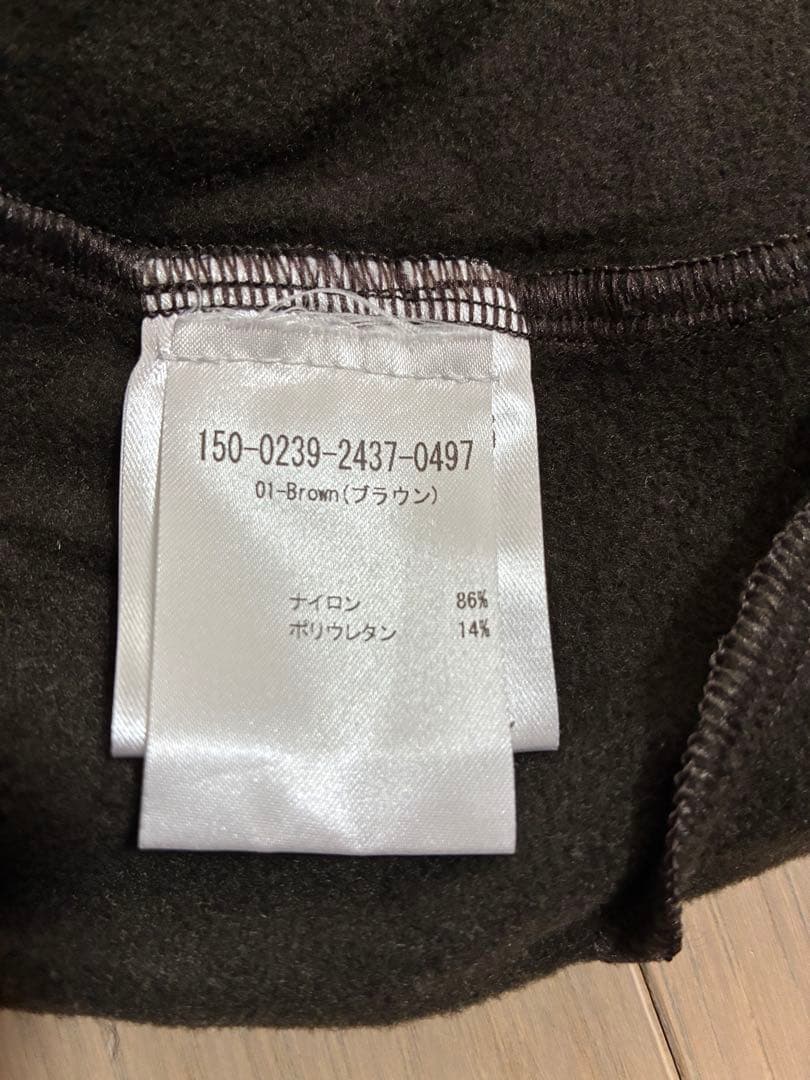 150-0239-2437-0497
01-Brown(ブラウン)
ナイロン 86%
ポリウレタン 14%